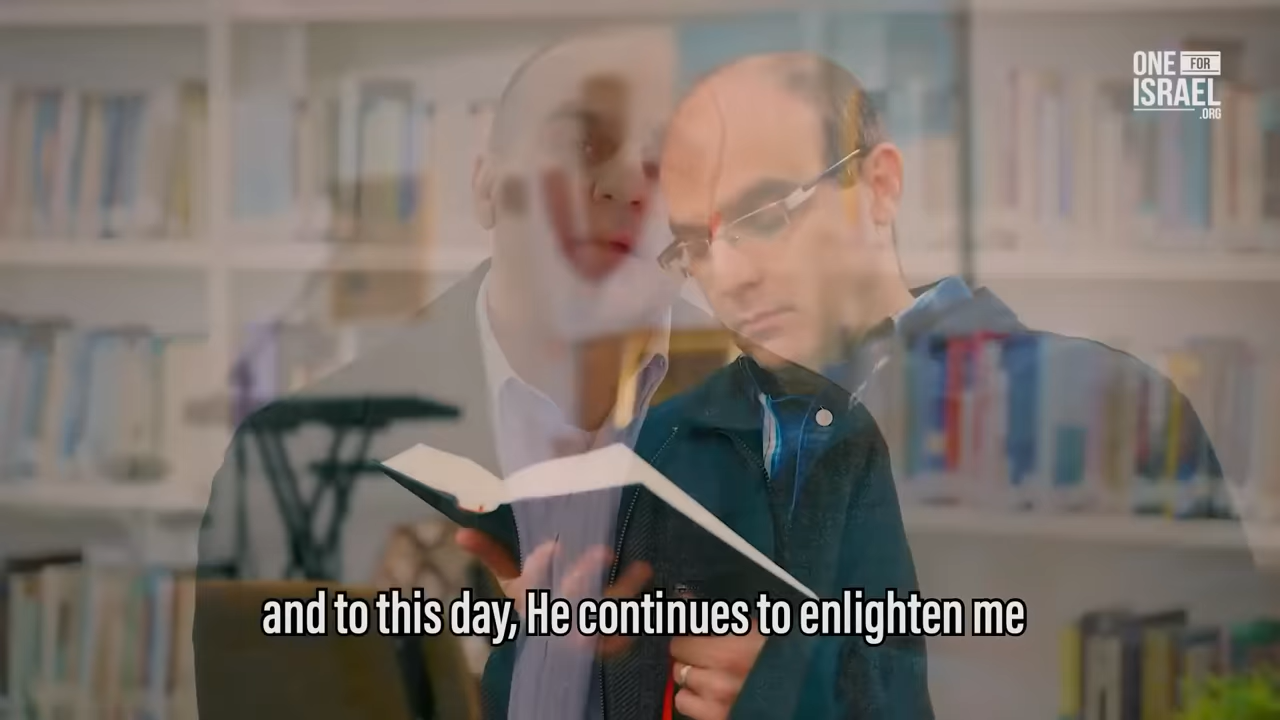 ONE FOR
ISRAEL
.ORG
and to this day, He continues to enlighten me